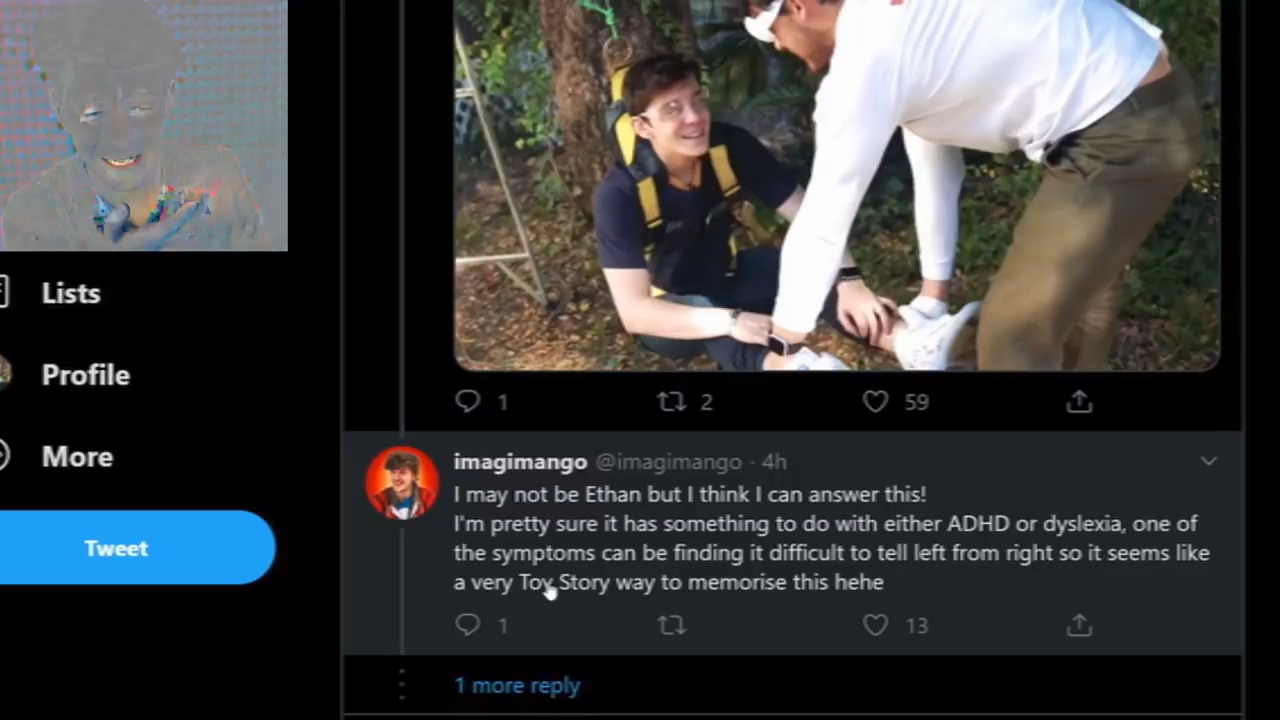 Lists
Profile
More
Tweet
1 2 59
imagimango @imagimango · 4h
I may not be Ethan but I think I can answer this!
I'm pretty sure it has something to do with either ADHD or dyslexia, one of
the symptoms can be finding it difficult to tell left from right so it seems like
a very Toy Story way to memorise this hehe
1 13
1 more reply